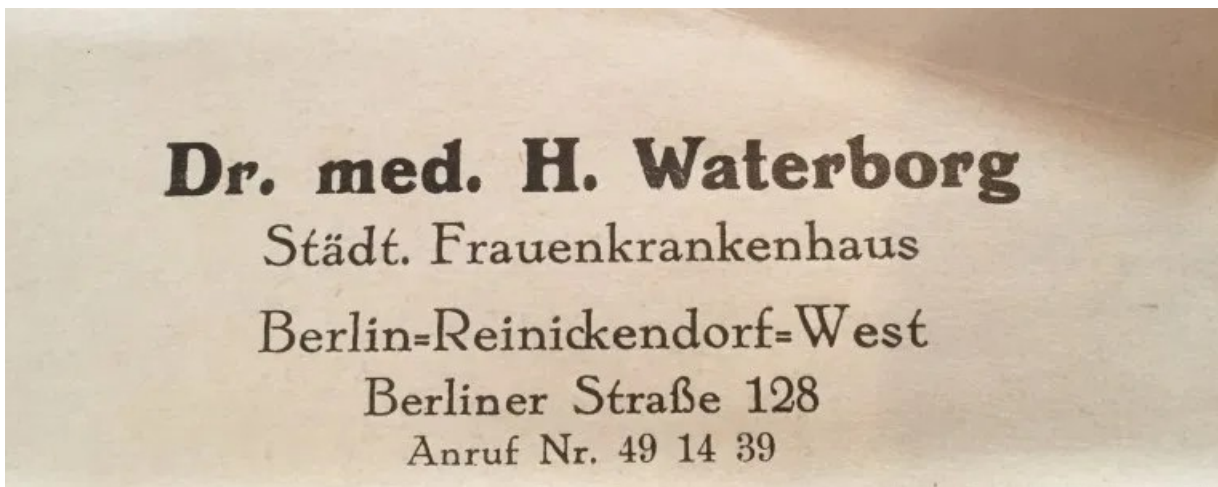 Dr. med. H. Waterborg
Städt. Frauenkrankenhaus
Berlin=Reinickendorf=West
Berliner Straße 128
Anruf Nr. 49 14 39